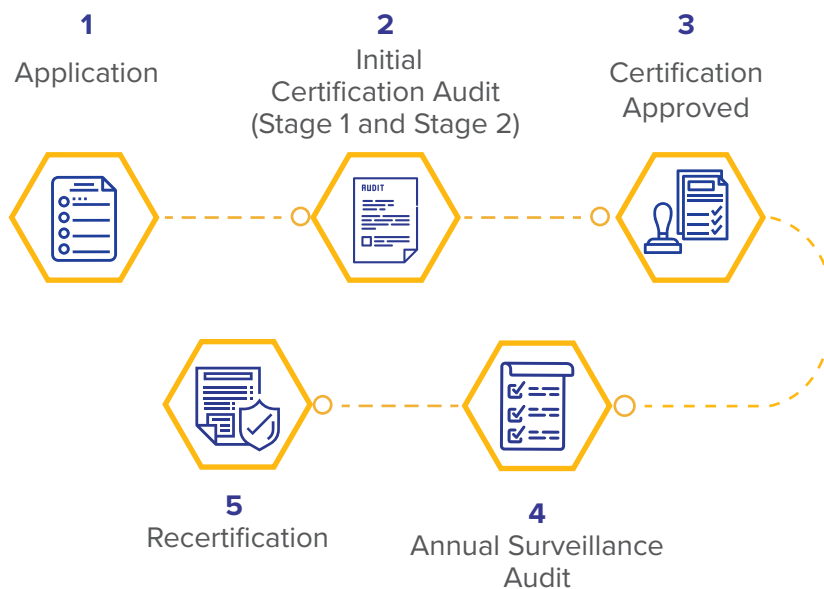 1
Application
2
Initial
Certification Audit
(Stage 1 and Stage 2)
3
Certification
Approved
AUDIT
4
Annual Surveillance
Audit
5
Recertification